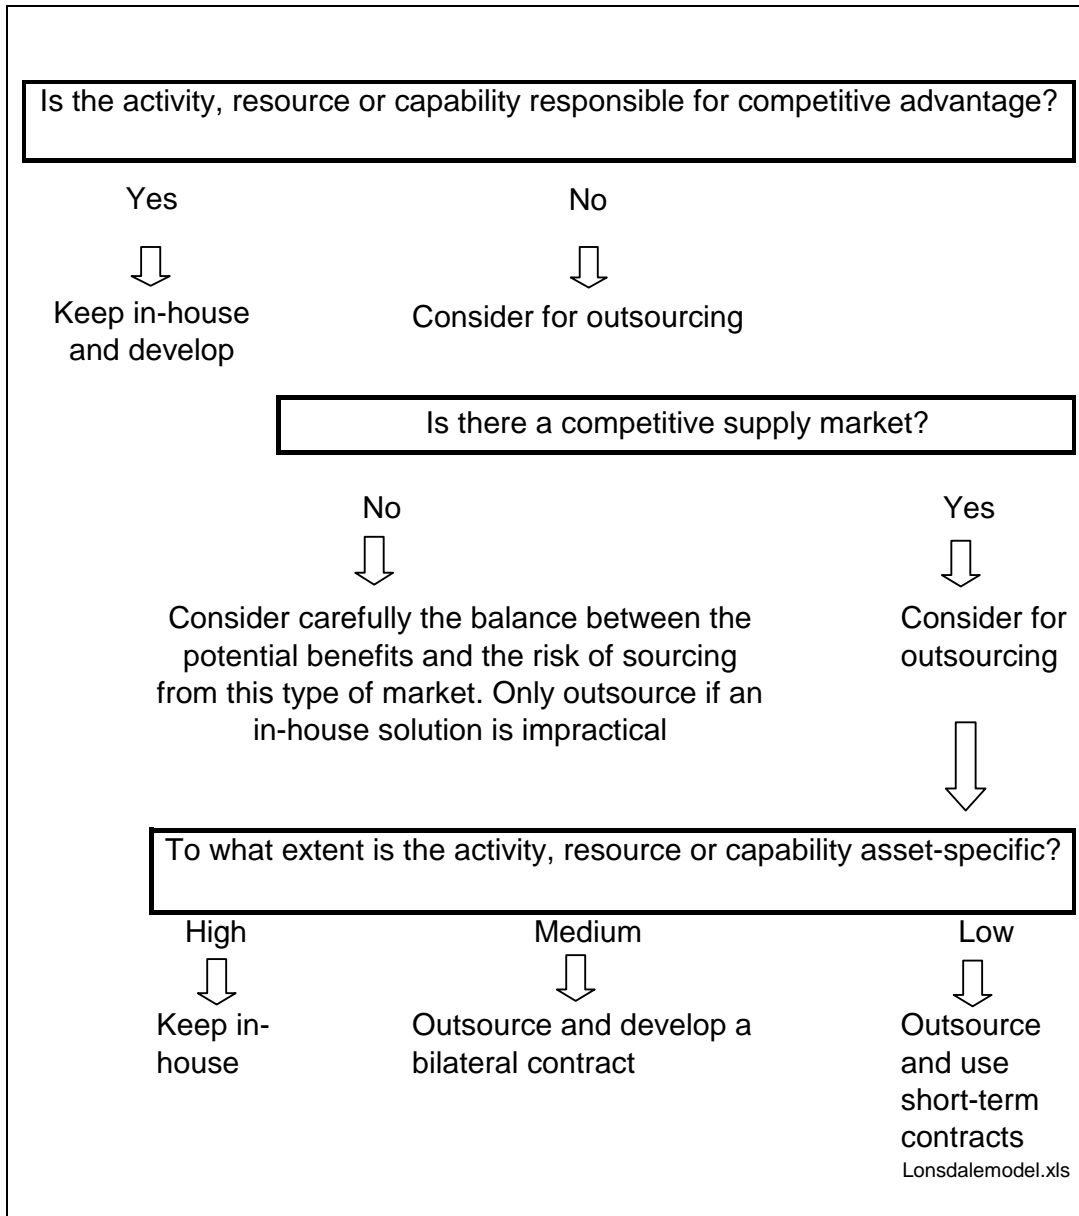 Is the activity, resource or capability responsible for competitive advantage?
Yes
No
Keep in-house
and develop
Consider for outsourcing
Is there a competitive supply market?
No
Yes
Consider carefully the balance between the
potential benefits and the risk of sourcing
from this type of market. Only outsource if an
in-house solution is impractical
Consider for
outsourcing
To what extent is the activity, resource or capability asset-specific?
High
Medium
Low
Keep in-
house
Outsource and develop a
bilateral contract
Outsource
and use
short-term
contracts
Lonsdalemodel.xls